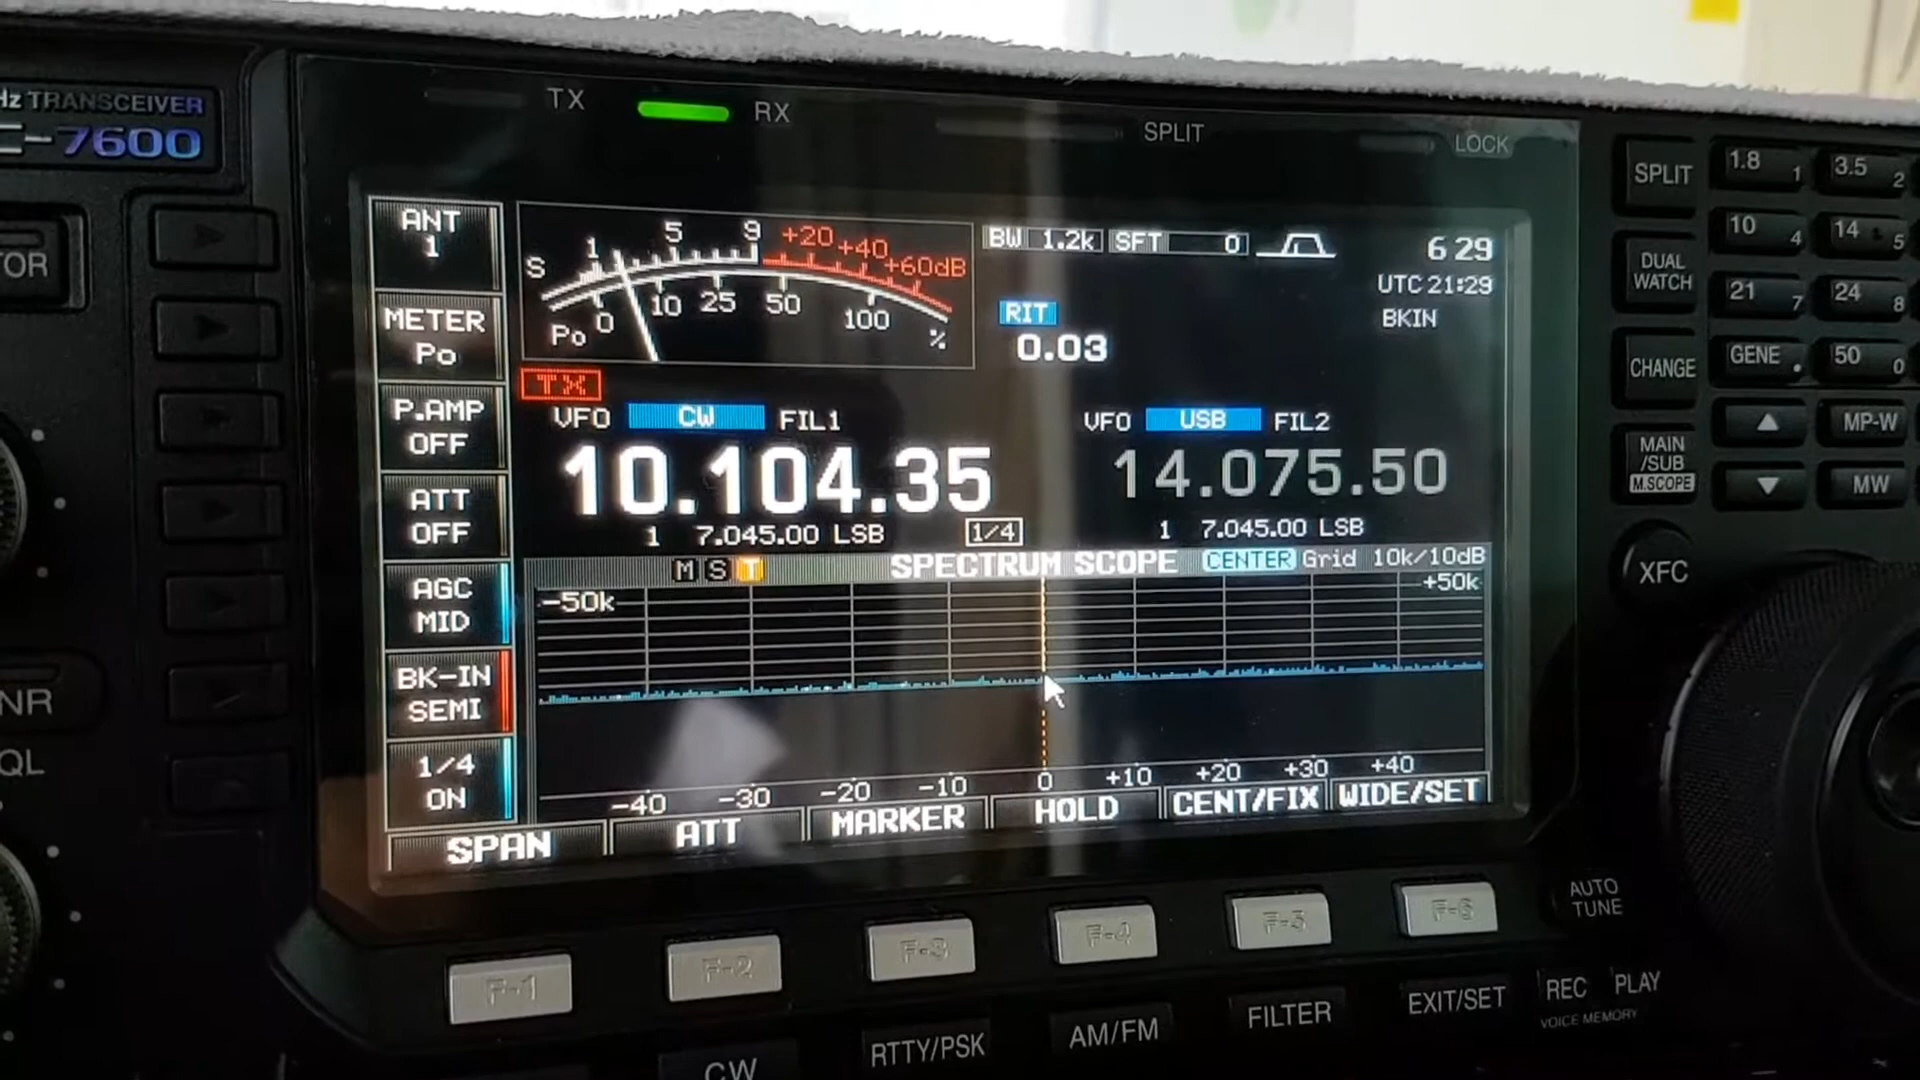 Hz TRANSCEIVER
-7600
TX
RX
SPLIT
LOCK
ANT
1
METER
Po
P.AMP
OFF
ATT
OFF
AGC
MID
BK-IN
SEMI
1/4
ON
S 1 5 9 +20 +40 +60dB
Po 0 10 25 50 100 %
BW 1.2k SFT 0
6 29
UTC 21:29
BKIN
RIT
0.03
TX
VFO CW FIL1
10.104.35
1 7.045.00 LSB 1/4
VFO USB FIL2
14.075.50
1 7.045.00 LSB
M S T SPECTRUM SCOPE CENTER Grid 10k/10dB
-50k +50k
-40 -30 -20 -10 0 +10 +20 +30 +40
SPAN ATT MARKER HOLD CENT/FIX WIDE/SET
F-1 F-2 F-3 F-4 F-5 F-6
CW RTTY/PSK AM/FM FILTER EXIT/SET
REC PLAY
VOICE MEMORY
AUTO
TUNE
SPLIT
1.8 1 3.5 2
10 4 14 5
DUAL
WATCH
21 7 24 8
CHANGE
GENE . 50 0
MAIN
/SUB
M.SCOPE
▲ MP-W
▼ MW
XFC
TOR
NR
QL